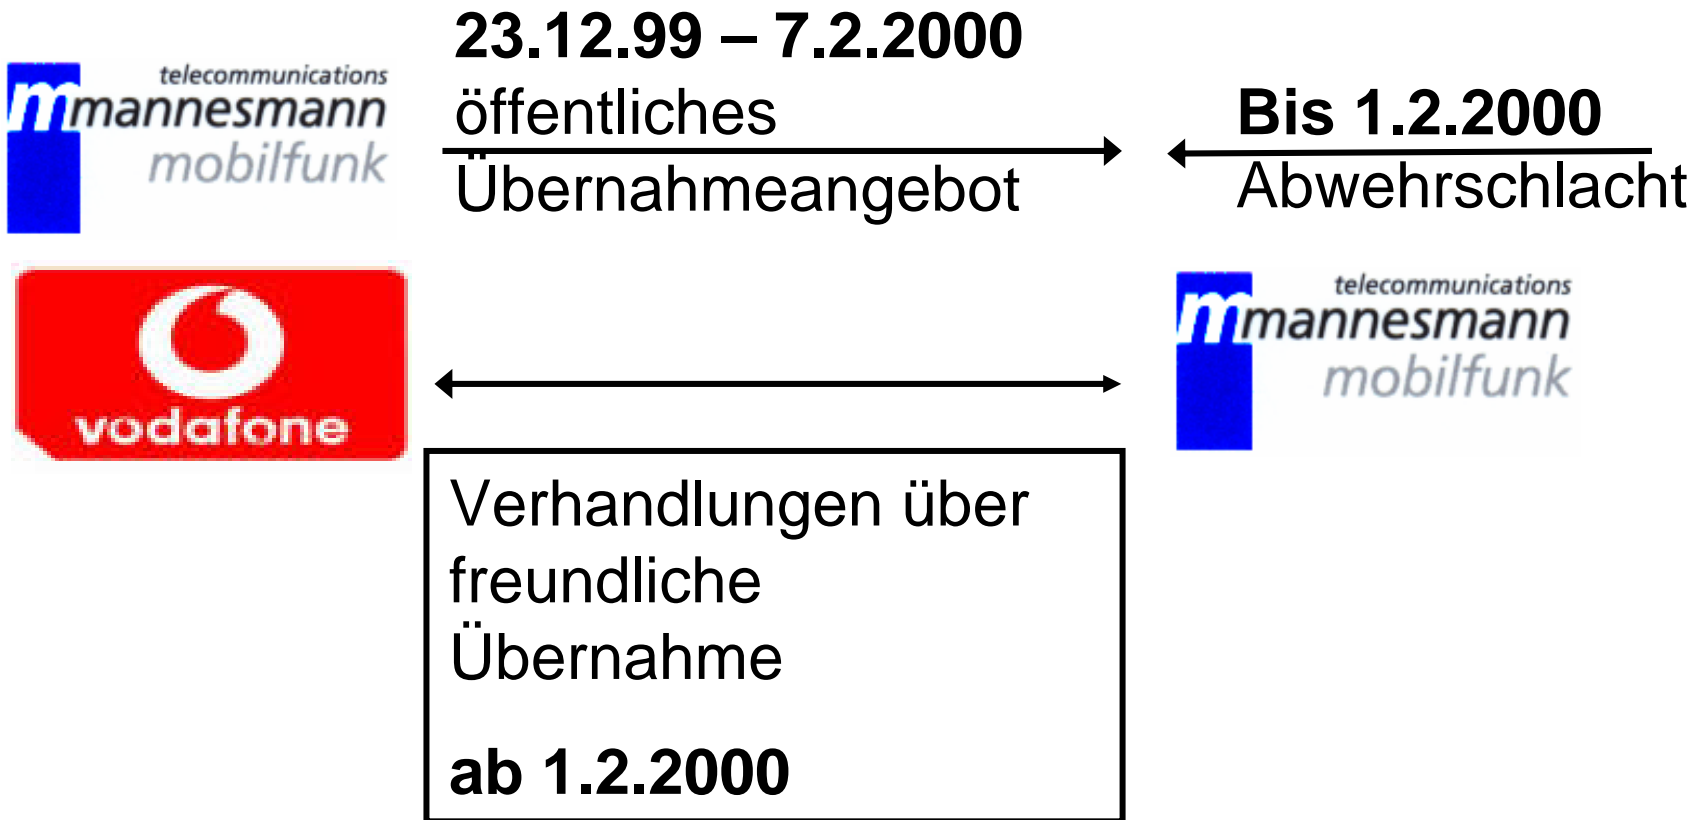 23.12.99 – 7.2.2000
telecommunications
mannesmann
mobilfunk
öffentliches
Übernahmeangebot
Bis 1.2.2000
Abwehrschlacht
vodafone
telecommunications
mannesmann
mobilfunk
Verhandlungen über
freundliche
Übernahme
ab 1.2.2000